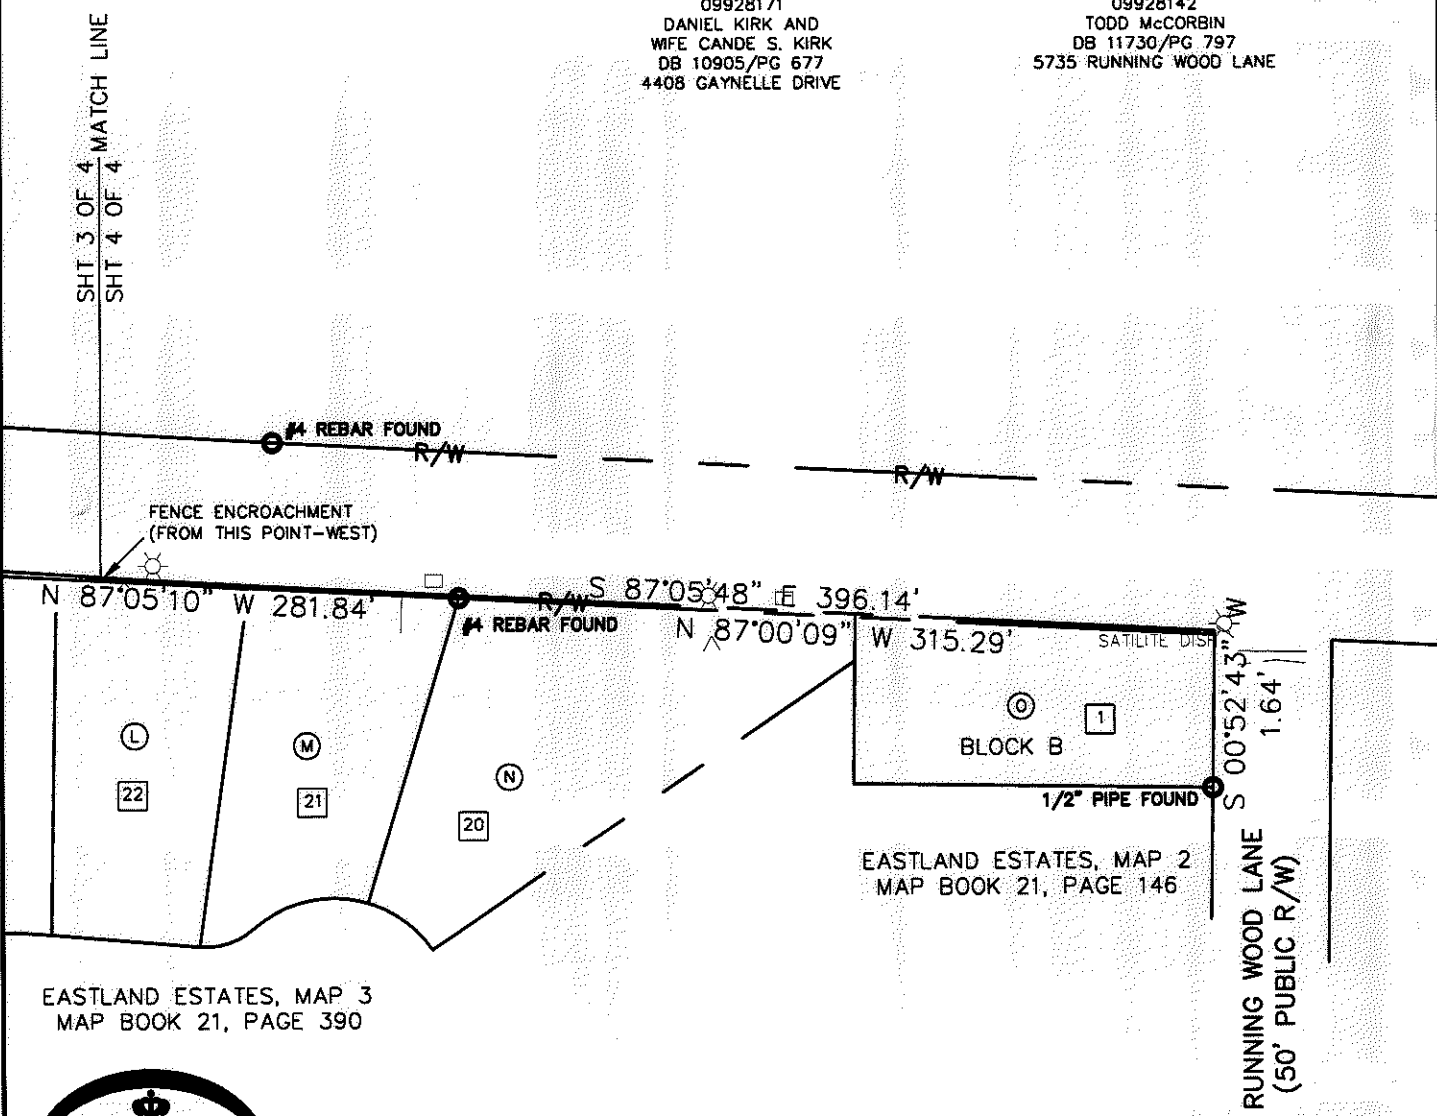 09928171
DANIEL KIRK AND
WIFE CANDE S. KIRK
DB 10905/PG 677
4408 GAYNELLE DRIVE
09928142
TODD McCORBIN
DB 11730/PG 797
5735 RUNNING WOOD LANE
MATCH LINE
SHT 3 OF 4
SHT 4 OF 4
#4 REBAR FOUND
R/W
R/W
FENCE ENCROACHMENT
(FROM THIS POINT-WEST)
N 87°05'10" W 281.84'
R/W
S 87°05'48" E 396.14'
#4 REBAR FOUND
N 87°00'09" W 315.29'
SATILITE DISH
S 00°52'43" W
1.64'
L
22
M
21
N
20
O
1
BLOCK B
1/2" PIPE FOUND
EASTLAND ESTATES, MAP 2
MAP BOOK 21, PAGE 146
RUNNING WOOD LANE
(50' PUBLIC R/W)
EASTLAND ESTATES, MAP 3
MAP BOOK 21, PAGE 390